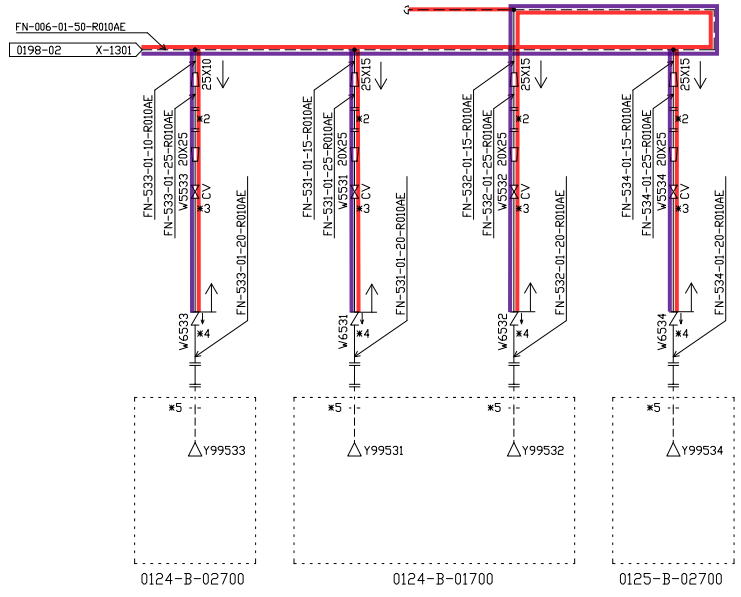 FN-006-01-50-R010AE
0198-02 X-1301
25X10
FN-533-01-10-R010AE
FN-533-01-25-R010AE
W5533 20X25
*2
CV
*3
FN-533-01-20-R010AE
W6533
*4
*5
Y99533
0124-B-02700
25X15
FN-531-01-15-R010AE
FN-531-01-25-R010AE
W5531 20X25
*2
CV
*3
FN-531-01-20-R010AE
W6531
*4
*5
Y99531
25X15
FN-532-01-15-R010AE
FN-532-01-25-R010AE
W5532 20X25
*2
CV
*3
FN-532-01-20-R010AE
W6532
*4
*5
Y99532
0124-B-01700
25X15
FN-534-01-15-R010AE
FN-534-01-25-R010AE
W5534 20X25
*2
CV
*3
FN-534-01-20-R010AE
W6534
*4
*5
Y99534
0125-B-02700